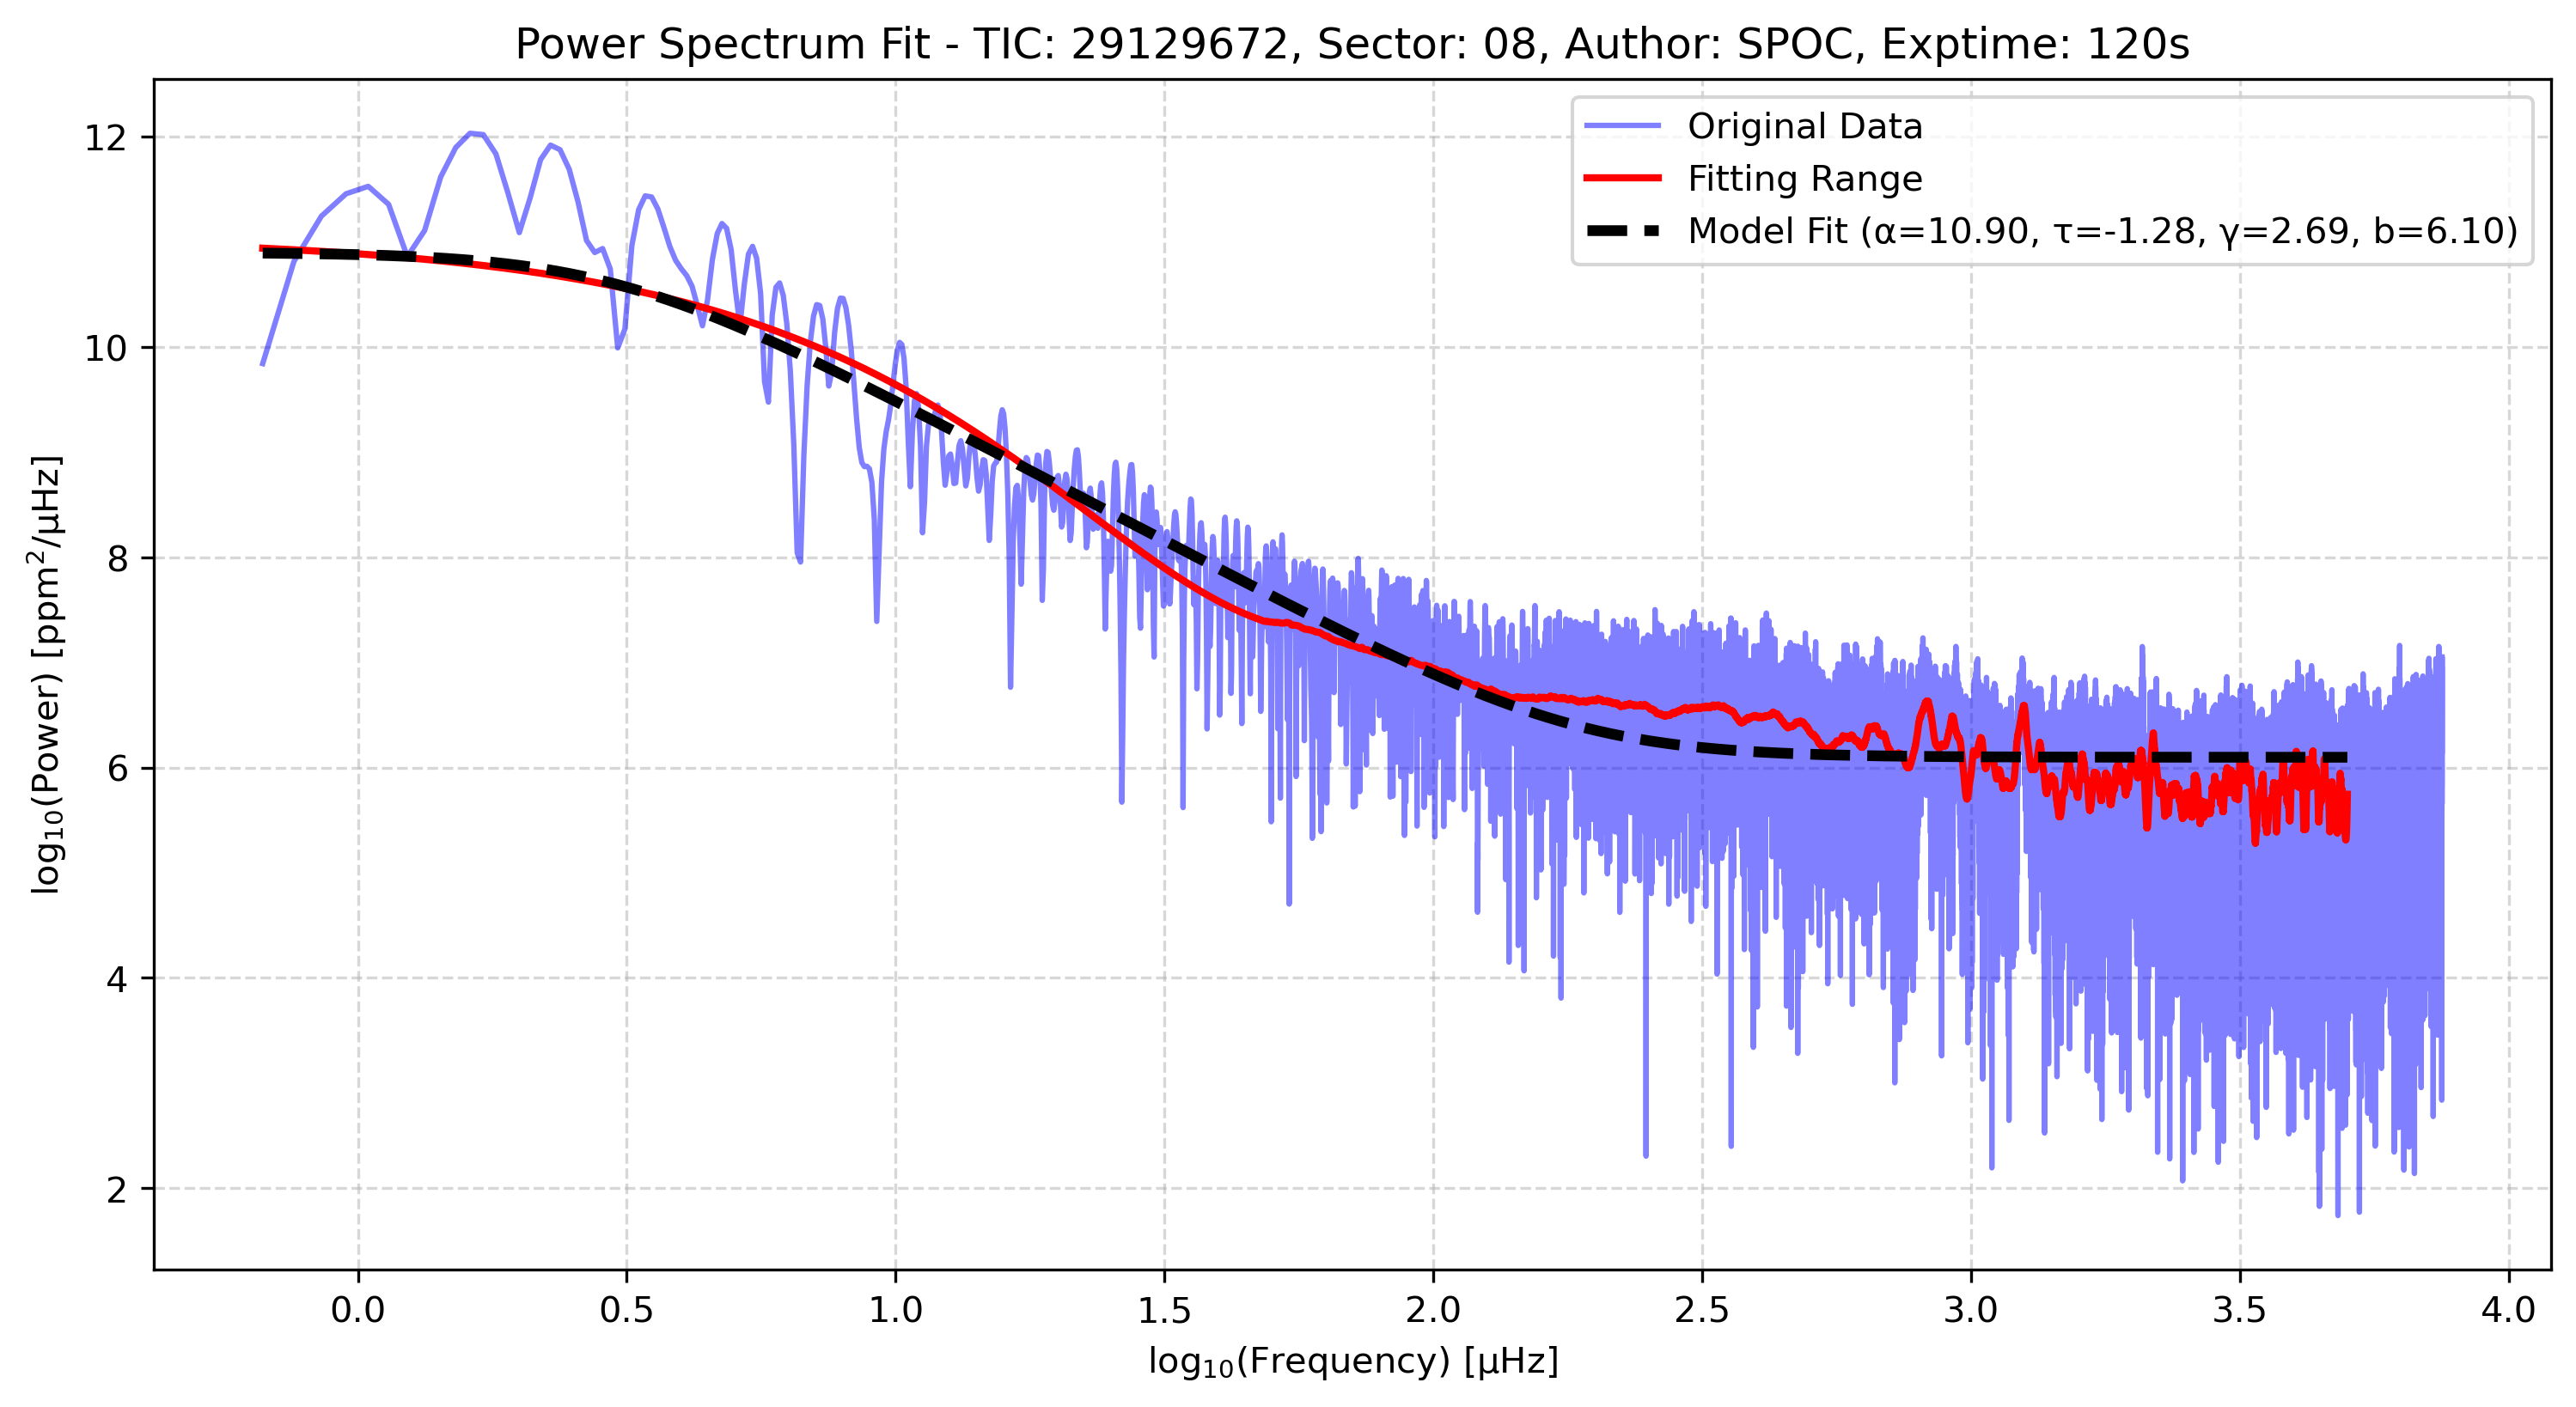 Power Spectrum Fit - TIC: 29129672, Sector: 08, Author: SPOC, Exptime: 120s
Original Data
Fitting Range
Model Fit (α=10.90, τ=-1.28, γ=2.69, b=6.10)
log₁₀(Power) [ppm²/μHz]
12
10
8
6
4
2
0.0 0.5 1.0 1.5 2.0 2.5 3.0 3.5 4.0
log₁₀(Frequency) [μHz]